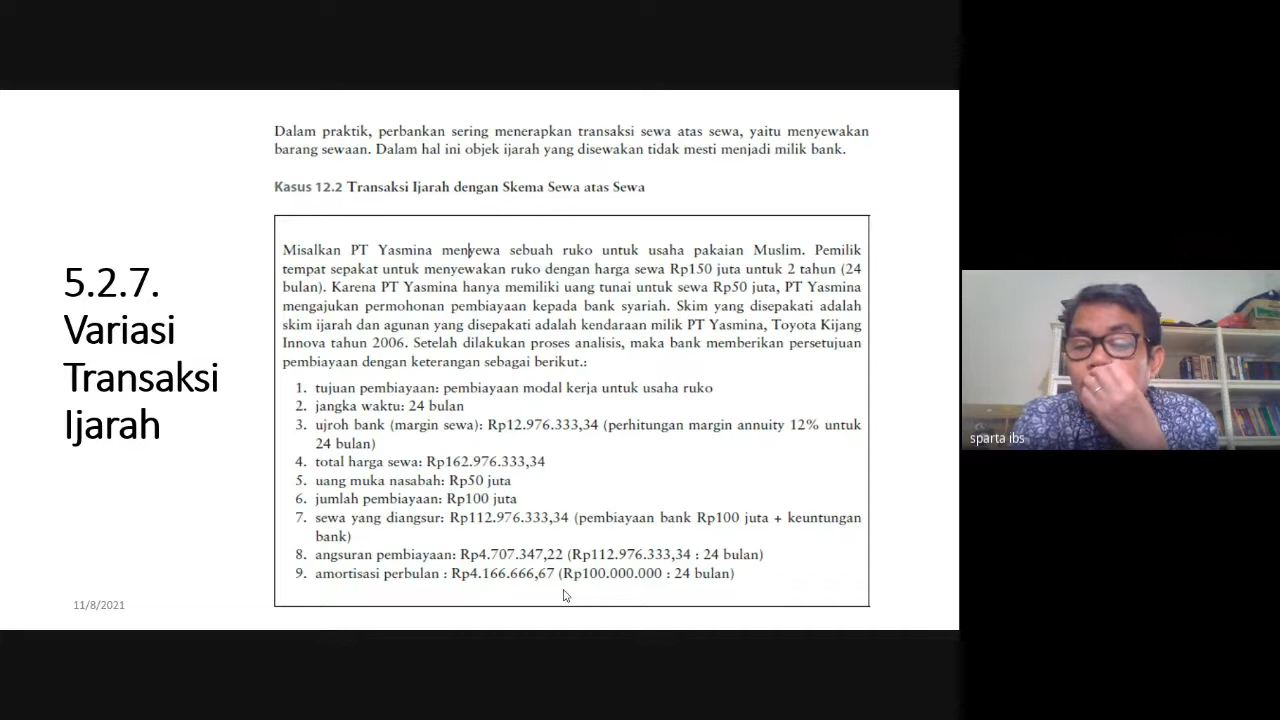 Dalam praktik, perbankan sering menerapkan transaksi sewa atas sewa, yaitu menyewakan
barang sewaan. Dalam hal ini objek ijarah yang disewakan tidak mesti menjadi milik bank.
Kasus 12.2 Transaksi Ijarah dengan Skema Sewa atas Sewa
Misalkan PT Yasmina menyewa sebuah ruko untuk usaha pakaian Muslim. Pemilik
tempat sepakat untuk menyewakan ruko dengan harga sewa Rp150 juta untuk 2 tahun (24
bulan). Karena PT Yasmina hanya memiliki uang tunai untuk sewa Rp50 juta, PT Yasmina
mengajukan permohonan pembiayaan kepada bank syariah. Skim yang disepakati adalah
skim ijarah dan agunan yang disepakati adalah kendaraan milik PT Yasmina, Toyota Kijang
Innova tahun 2006. Setelah dilakukan proses analisis, maka bank memberikan persetujuan
pembiayaan dengan keterangan sebagai berikut.:
1. tujuan pembiayaan: pembiayaan modal kerja untuk usaha ruko
2. jangka waktu: 24 bulan
3. ujroh bank (margin sewa): Rp12.976.333,34 (perhitungan margin annuity 12% untuk
24 bulan)
4. total harga sewa: Rp162.976.333,34
5. uang muka nasabah: Rp50 juta
6. jumlah pembiayaan: Rp100 juta
7. sewa yang diangsur: Rp112.976.333,34 (pembiayaan bank Rp100 juta + keuntungan
bank)
8. angsuran pembiayaan: Rp4.707.347,22 (Rp112.976.333,34 : 24 bulan)
9. amortisasi perbulan : Rp4.166.666,67 (Rp100.000.000 : 24 bulan)
5.2.7.
Variasi
Transaksi
Ijarah
11/8/2021
sparta ibs